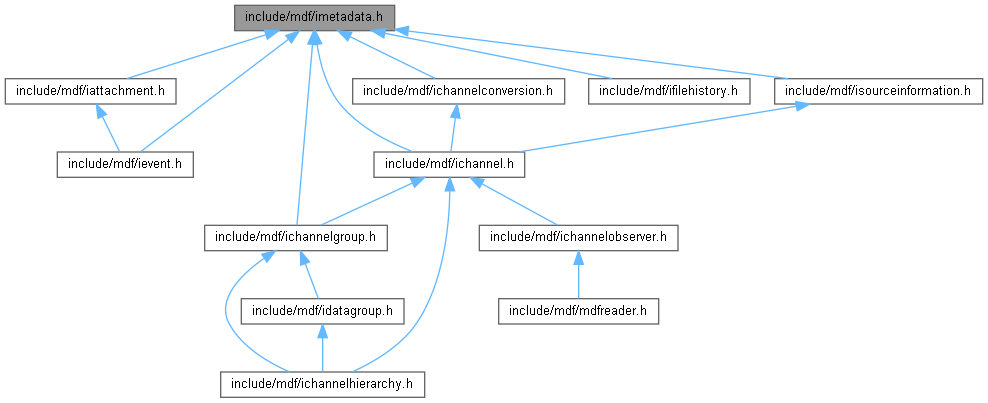 include/mdf/imetadata.h
include/mdf/iattachment.h
include/mdf/ichannelconversion.h
include/mdf/ifilehistory.h
include/mdf/isourceinformation.h
include/mdf/ievent.h
include/mdf/ichannel.h
include/mdf/ichannelgroup.h
include/mdf/ichannelobserver.h
include/mdf/idatagroup.h
include/mdf/mdfreader.h
include/mdf/ichannelhierarchy.h